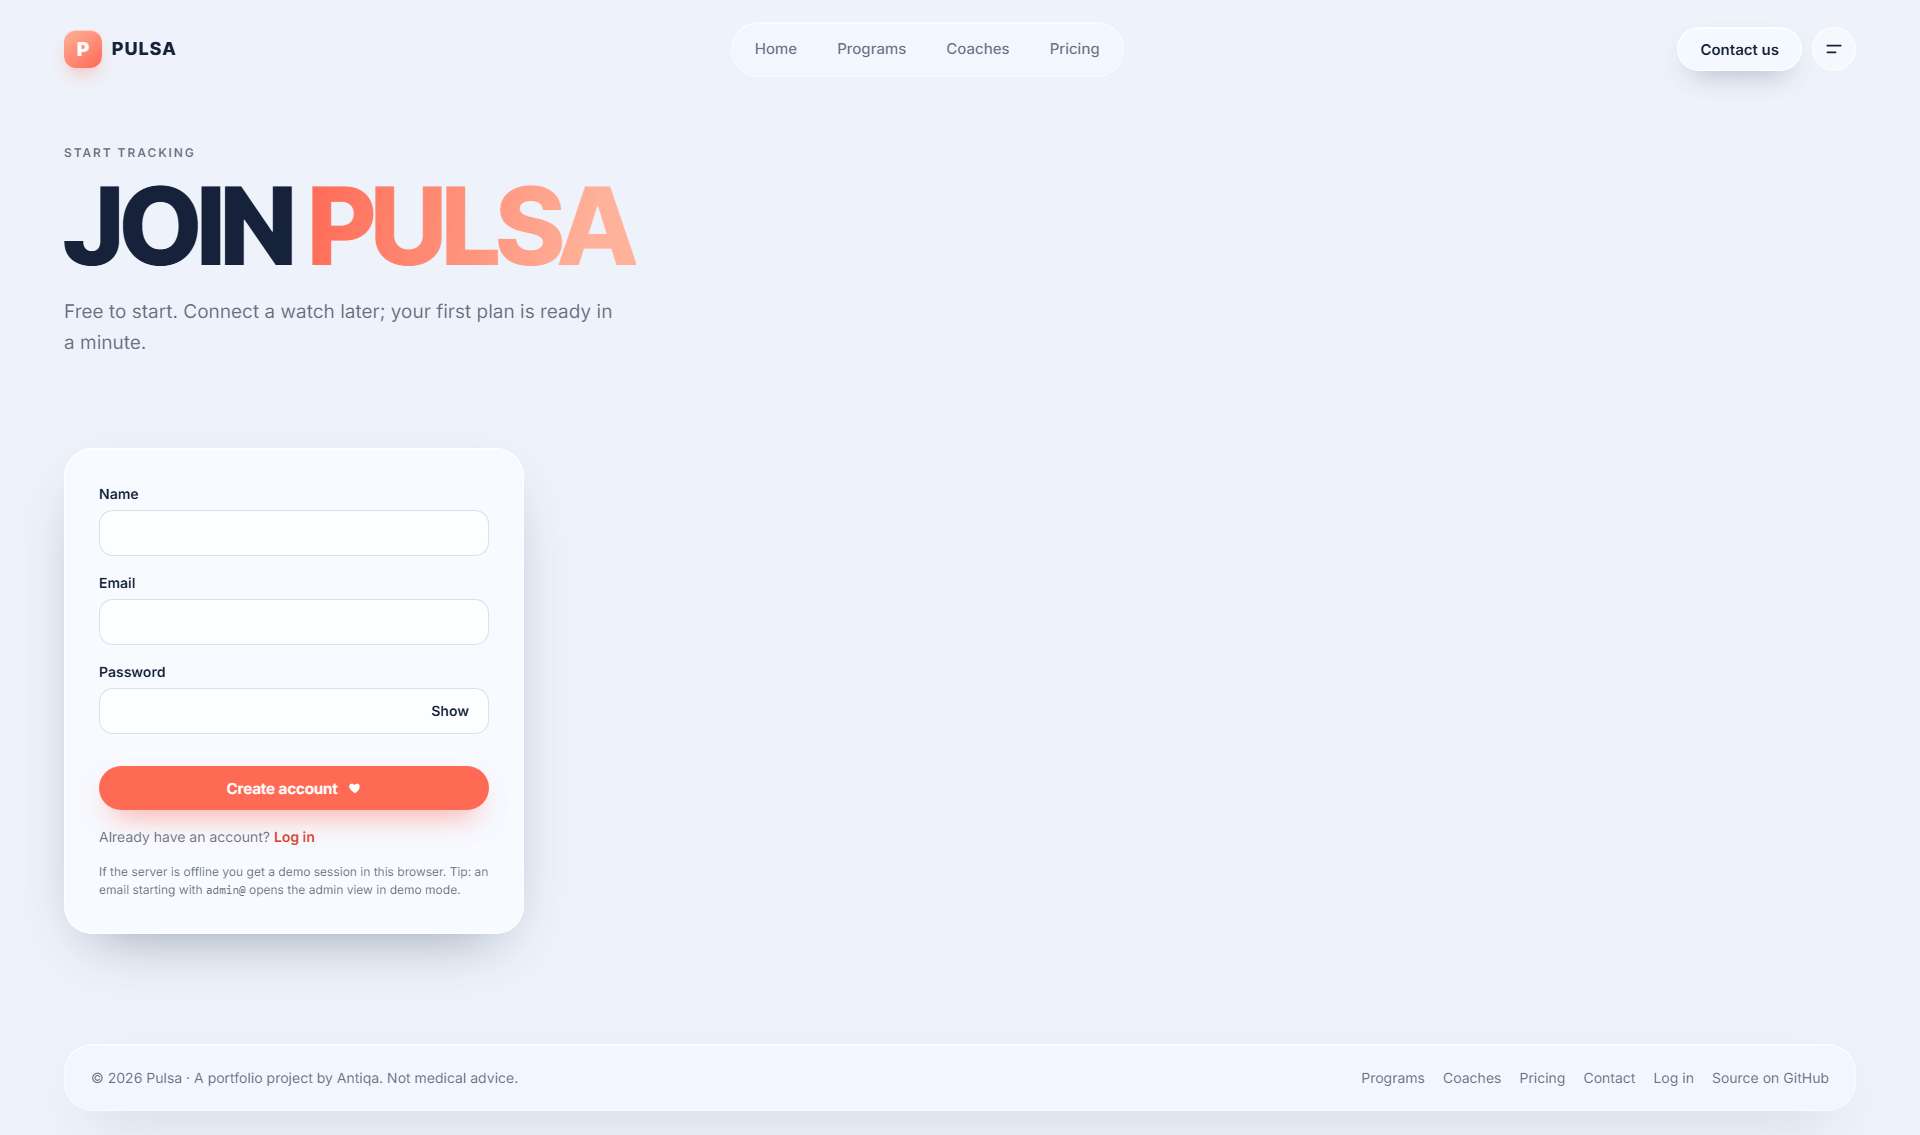 P PULSA
Home Programs Coaches Pricing
Contact us
START TRACKING
JOIN PULSA
Free to start. Connect a watch later; your first plan is ready in
a minute.
Name
Email
Password
Show
Create account
Already have an account? Log in
If the server is offline you get a demo session in this browser. Tip: an
email starting with admin@ opens the admin view in demo mode.
© 2026 Pulsa · A portfolio project by Antiqa. Not medical advice.
Programs Coaches Pricing Contact Log in Source on GitHub